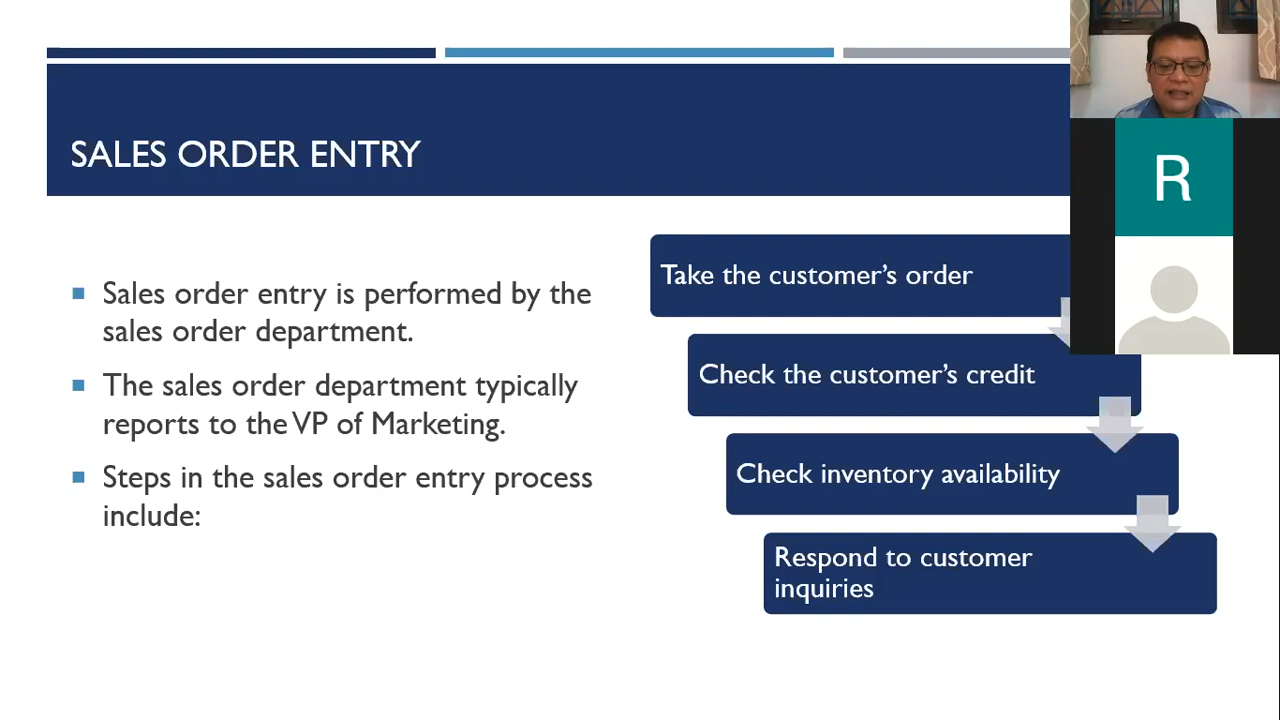 SALES ORDER ENTRY
Sales order entry is performed by the
sales order department.
The sales order department typically
reports to the VP of Marketing.
Steps in the sales order entry process
include:
Take the customer’s order
Check the customer’s credit
Check inventory availability
Respond to customer
inquiries
R